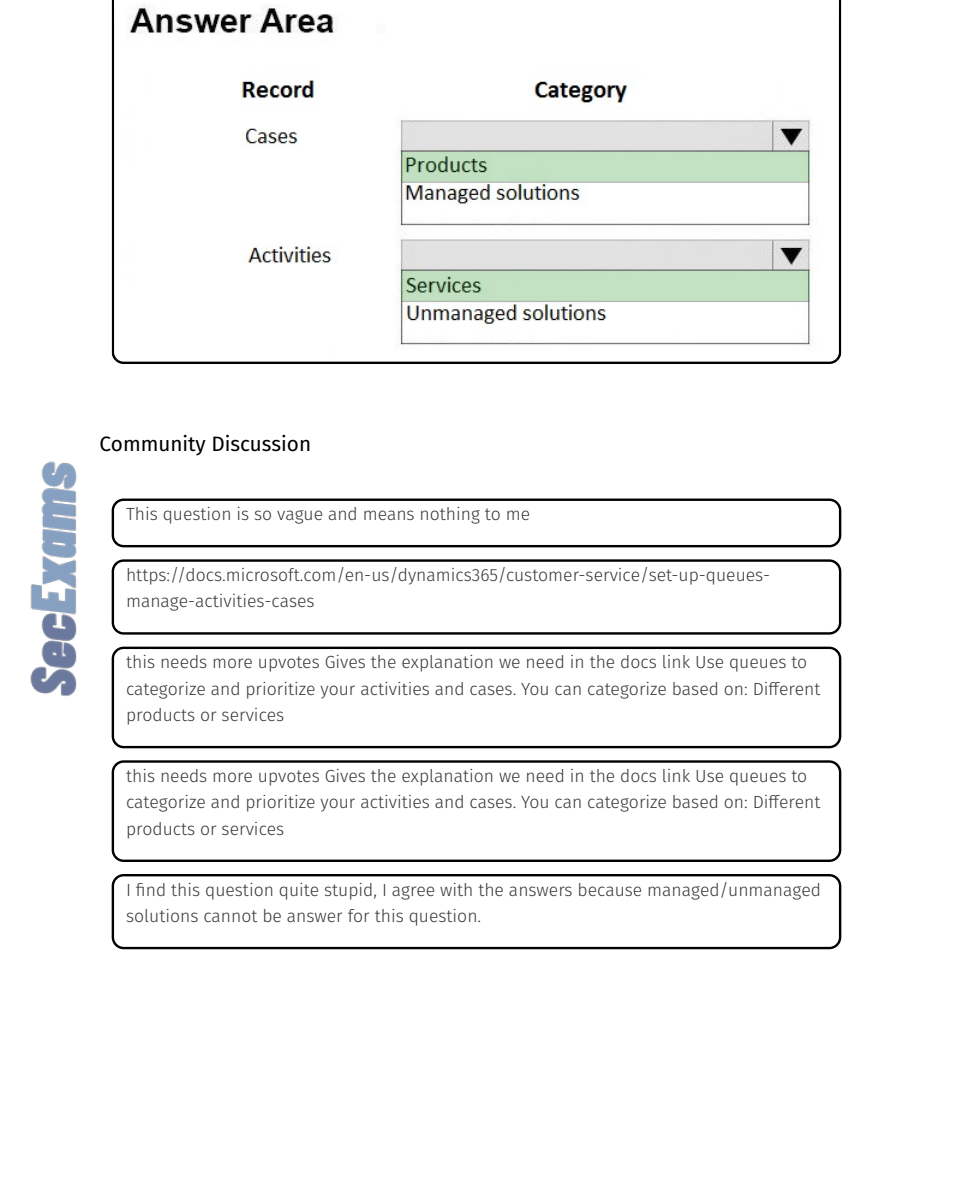 Answer Area
Record Category
Cases
Products
Managed solutions
Activities
Services
Unmanaged solutions
Community Discussion
SecExams
This question is so vague and means nothing to me
https://docs.microsoft.com/en-us/dynamics365/customer-service/set-up-queues-
manage-activities-cases
this needs more upvotes Gives the explanation we need in the docs link Use queues to
categorize and prioritize your activities and cases. You can categorize based on: Different
products or services
this needs more upvotes Gives the explanation we need in the docs link Use queues to
categorize and prioritize your activities and cases. You can categorize based on: Different
products or services
I find this question quite stupid, I agree with the answers because managed/unmanaged
solutions cannot be answer for this question.